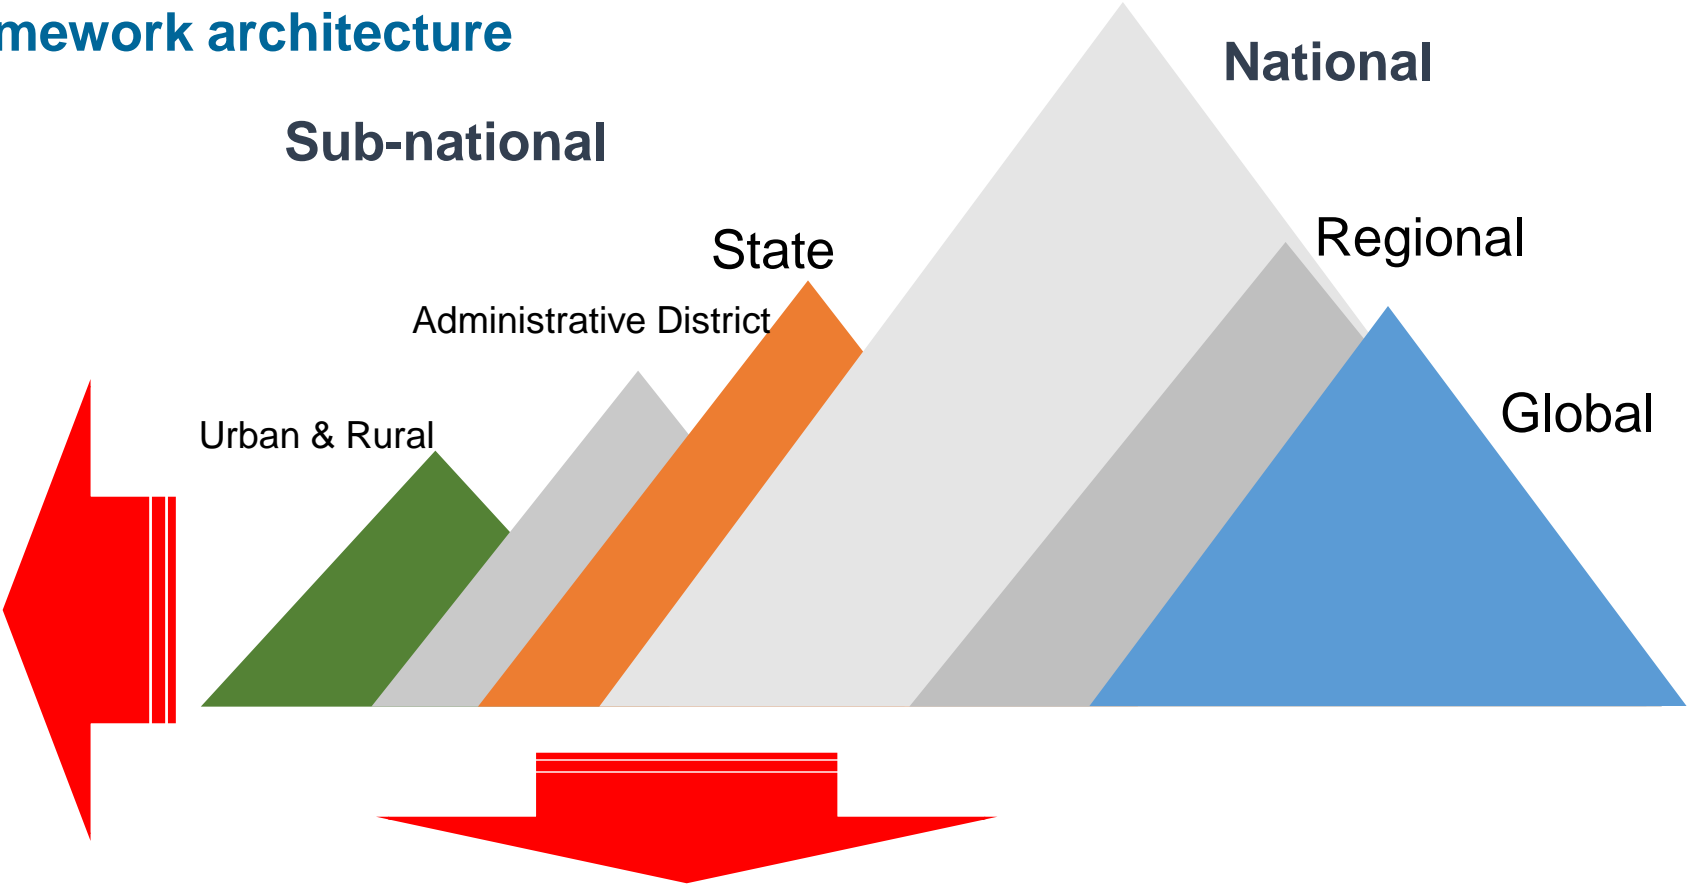 mework architecture
National
Sub-national
Regional
State
Administrative District
Global
Urban & Rural